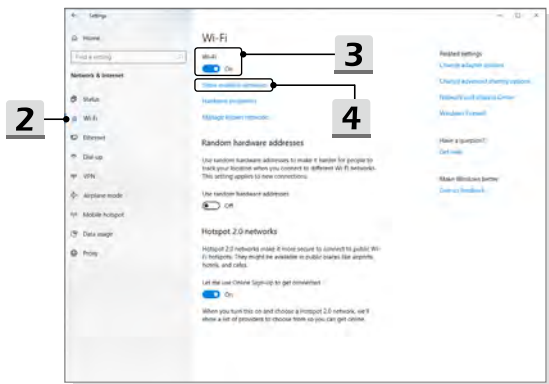 Settings
Home
Find a setting
Network & Internet
Status
Wi-Fi
Ethernet
Dial-up
VPN
Airplane mode
Mobile hotspot
Data usage
Proxy
2
Wi-Fi
Wi-Fi
On
3
Show available networks
4
Hardware properties
Manage known networks
Random hardware addresses
Use random hardware addresses to make it harder for people to
track your location when you connect to different Wi-Fi networks.
This setting applies to new connections.
Use random hardware addresses
Off
Hotspot 2.0 networks
Hotspot 2.0 networks make it more secure to connect to public Wi-
Fi hotspots. They might be available in public places like airports,
hotels, and cafes.
Let me use Online Sign-Up to get connected
On
When you turn this on and choose a Hotspot 2.0 network, we'll
show a list of providers to choose from so you can get online.
Related settings
Change adapter options
Change advanced sharing options
Network and Sharing Center
Windows Firewall
Have a question?
Get help
Make Windows better
Give us feedback